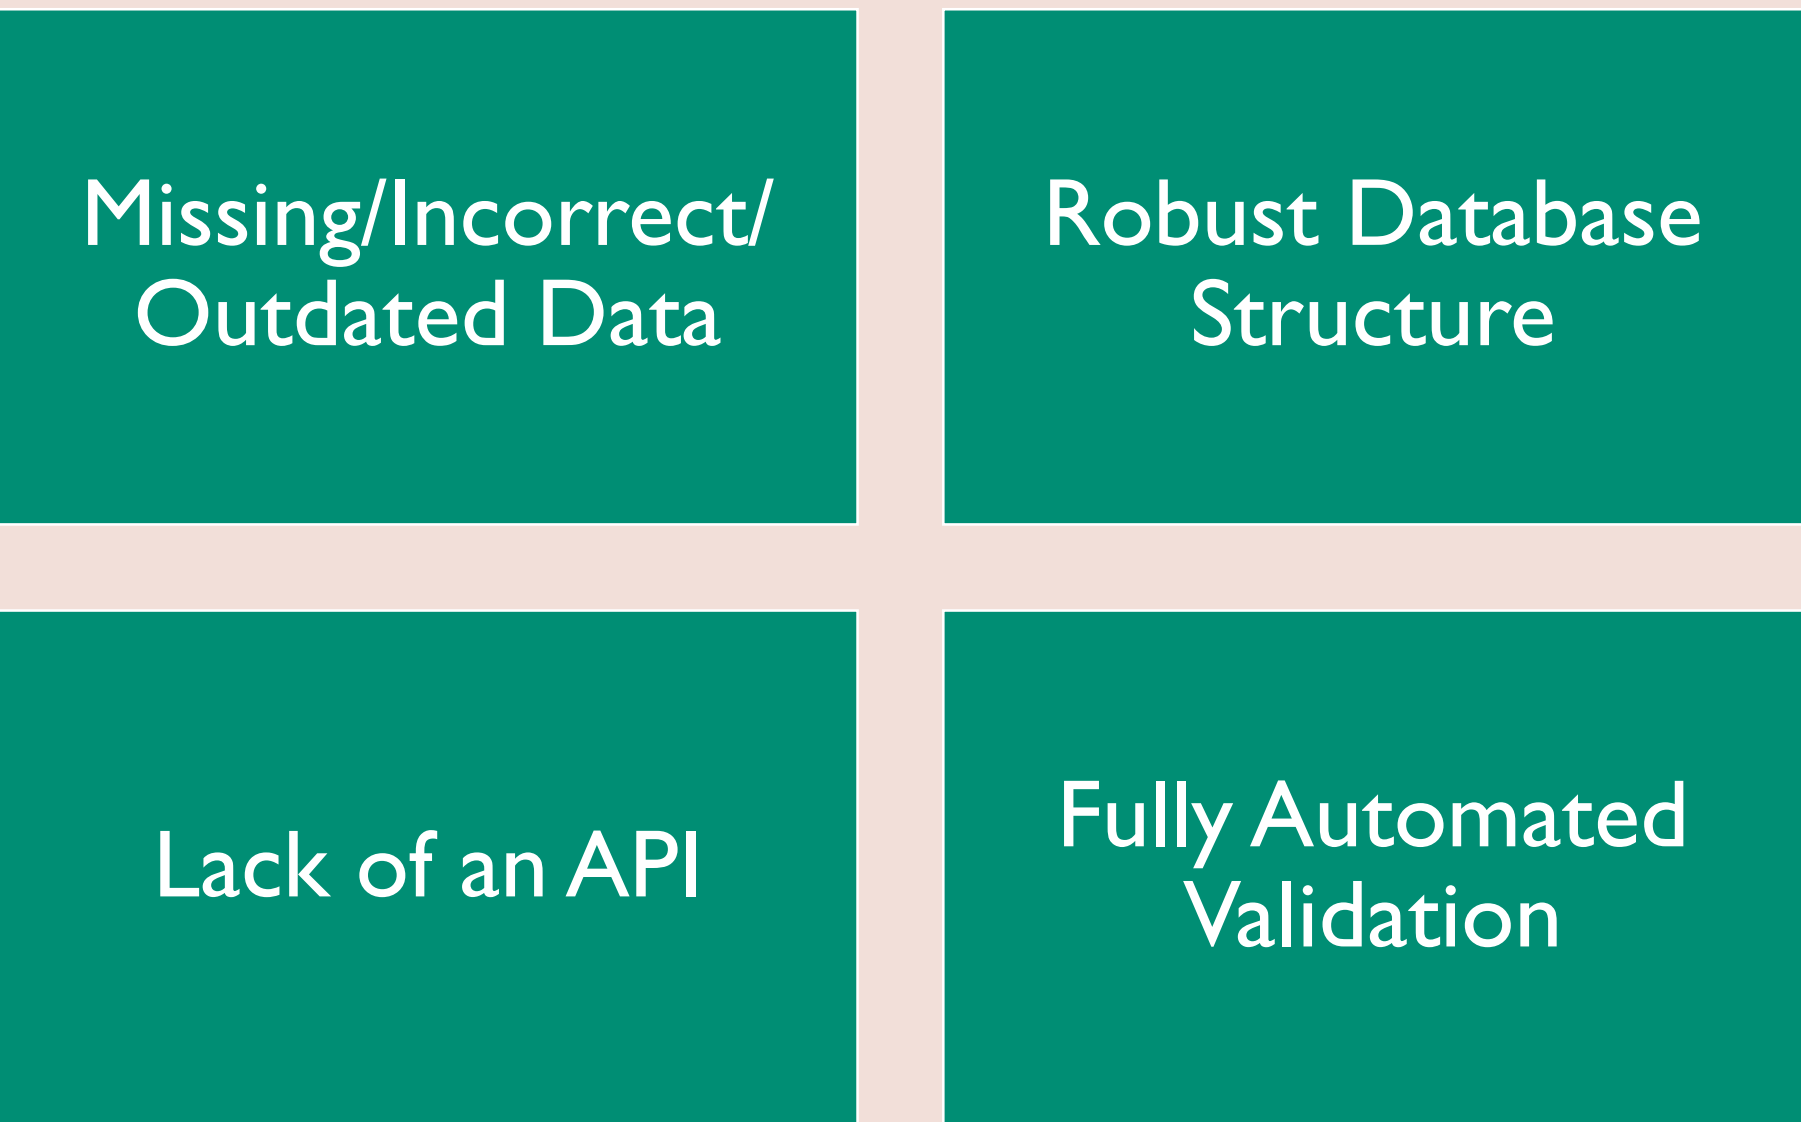 Missing/Incorrect/
Outdated Data
Robust Database
Structure
Lack of an API
Fully Automated
Validation